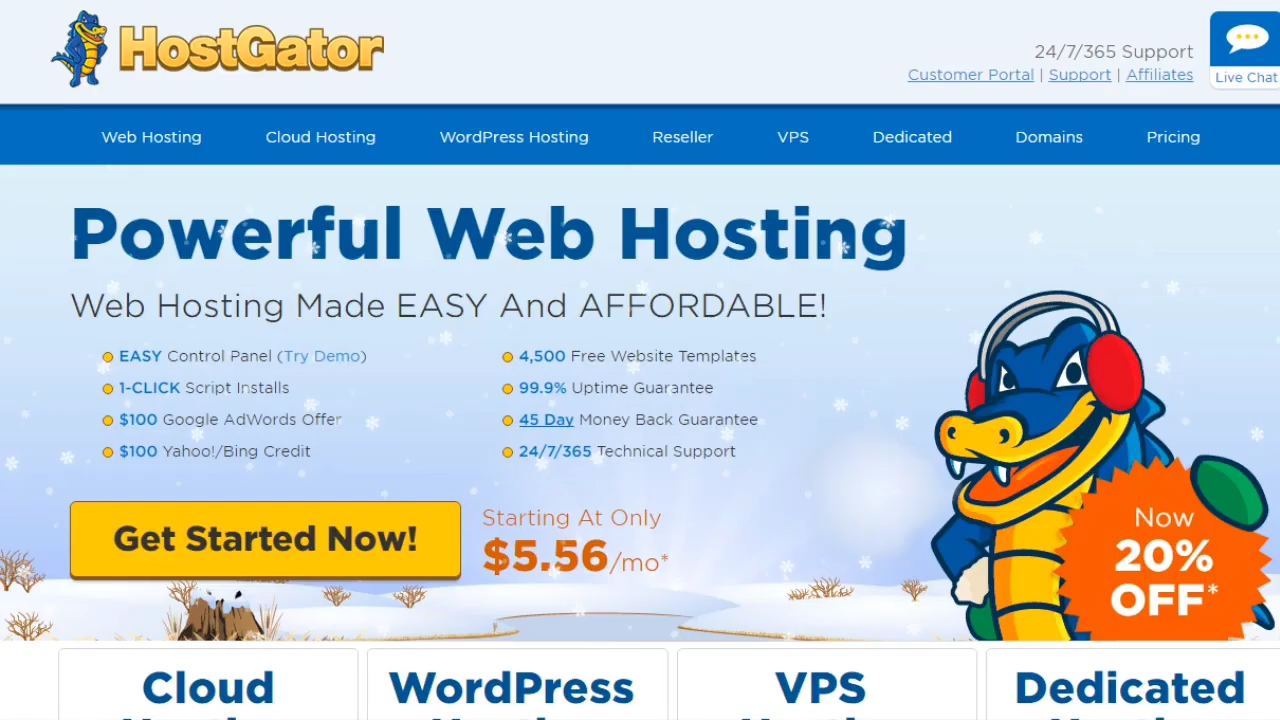 HostGator
24/7/365 Support
Customer Portal | Support | Affiliates
Live Chat
Web Hosting Cloud Hosting WordPress Hosting Reseller VPS Dedicated Domains Pricing
Powerful Web Hosting
Web Hosting Made EASY And AFFORDABLE!
EASY Control Panel (Try Demo)
1-CLICK Script Installs
$100 Google AdWords Offer
$100 Yahoo!/Bing Credit
4,500 Free Website Templates
99.9% Uptime Guarantee
45 Day Money Back Guarantee
24/7/365 Technical Support
Get Started Now!
Starting At Only
$5.56/mo*
Now
20%
OFF*
Cloud
WordPress
VPS
Dedicated